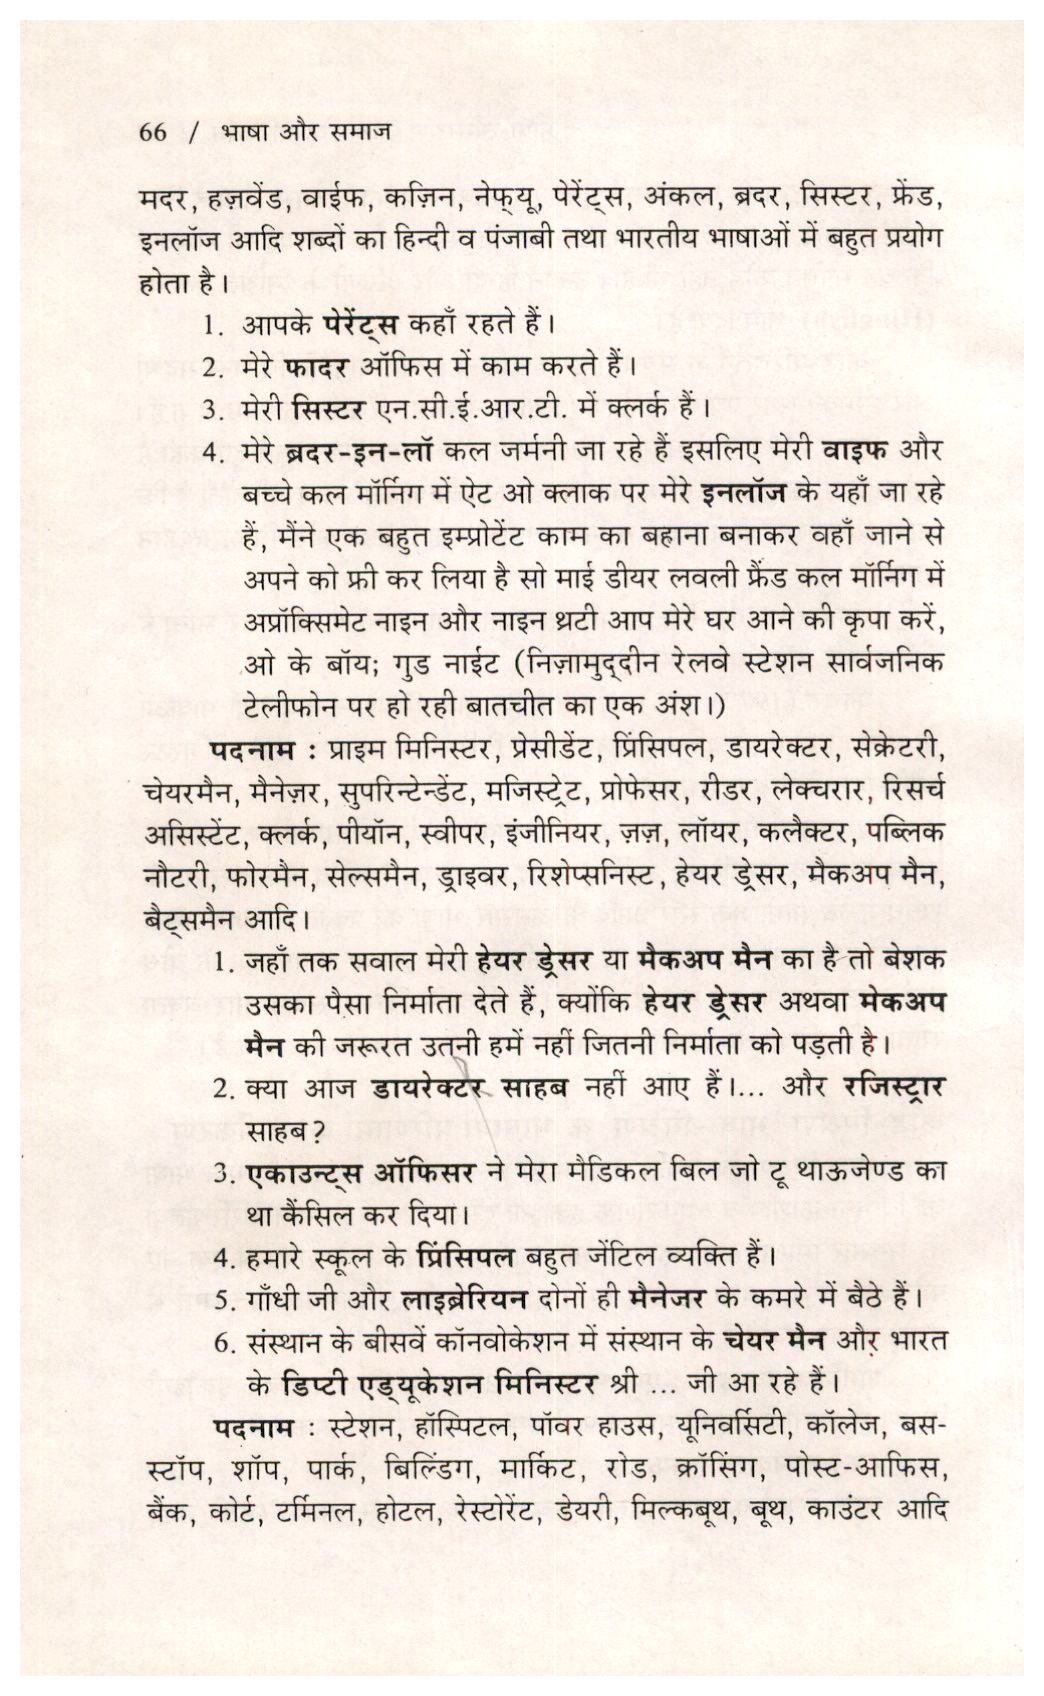 66 / भाषा और समाज
मदर, हज़वेंड, वाईफ, कज़िन, नेफ्यू, पेरेंट्स, अंकल, ब्रदर, सिस्टर, फ्रेंड,
इनलॉज आदि शब्दों का हिन्दी व पंजाबी तथा भारतीय भाषाओं में बहुत प्रयोग
होता है।
1. आपके पेरेंट्स कहाँ रहते हैं।
2. मेरे फादर ऑफिस में काम करते हैं।
3. मेरी सिस्टर एन.सी.ई.आर.टी. में क्लर्क हैं।
4. मेरे ब्रदर-इन-लॉ कल जर्मनी जा रहे हैं इसलिए मेरी वाइफ और
बच्चे कल मॉर्निग में ऐट ओ क्लाक पर मेरे इनलॉज के यहाँ जा रहे
हैं, मैंने एक बहुत इम्प्रोटेंट काम का बहाना बनाकर वहाँ जाने से
अपने को फ्री कर लिया है सो माई डीयर लवली फ्रैंड कल मॉर्निग में
अप्रॉक्सिमेट नाइन और नाइन थ्रटी आप मेरे घर आने की कृपा करें,
ओ के बॉय; गुड नाईट (निज़ामुद्दीन रेलवे स्टेशन सार्वजनिक
टेलीफोन पर हो रही बातचीत का एक अंश।)
पदनाम : प्राइम मिनिस्टर, प्रेसीडेंट, प्रिंसिपल, डायरेक्टर, सेक्रेटरी,
चेयरमैन, मैनेज़र, सुपरिन्टेन्डेंट, मजिस्ट्रेट, प्रोफेसर, रीडर, लेक्चरार, रिसर्च
असिस्टेंट, क्लर्क, पीयॉन, स्वीपर, इंजीनियर, ज़ज़, लॉयर, कलैक्टर, पब्लिक
नौटरी, फोरमैन, सेल्समैन, ड्राइवर, रिशेप्सनिस्ट, हेयर ड्रेसर, मैकअप मैन,
बैट्समैन आदि।
1. जहाँ तक सवाल मेरी हेयर ड्रेसर या मैकअप मैन का है तो बेशक
उसका पैसा निर्माता देते हैं, क्योंकि हेयर ड्रेसर अथवा मेकअप
मैन की जरूरत उतनी हमें नहीं जितनी निर्माता को पड़ती है।
2. क्या आज डायरेक्टर साहब नहीं आए हैं।... और रजिस्ट्रार
साहब?
3. एकाउन्ट्स ऑफिसर ने मेरा मैडिकल बिल जो टू थाऊजेण्ड का
था कैंसिल कर दिया।
4. हमारे स्कूल के प्रिंसिपल बहुत जेंटिल व्यक्ति हैं।
5. गाँधी जी और लाइब्रेरियन दोनों ही मैनेजर के कमरे में बैठे हैं।
6. संस्थान के बीसवें कॉनवोकेशन में संस्थान के चेयर मैन और भारत
के डिप्टी एड्यूकेशन मिनिस्टर श्री ... जी आ रहे हैं।
पदनाम : स्टेशन, हॉस्पिटल, पॉवर हाउस, यूनिवर्सिटी, कॉलेज, बस-
स्टॉप, शॉप, पार्क, बिल्डिंग, मार्किट, रोड, क्रॉसिंग, पोस्ट-आफिस,
बैंक, कोर्ट, टर्मिनल, होटल, रेस्टोरेंट, डेयरी, मिल्कबूथ, बूथ, काउंटर आदि